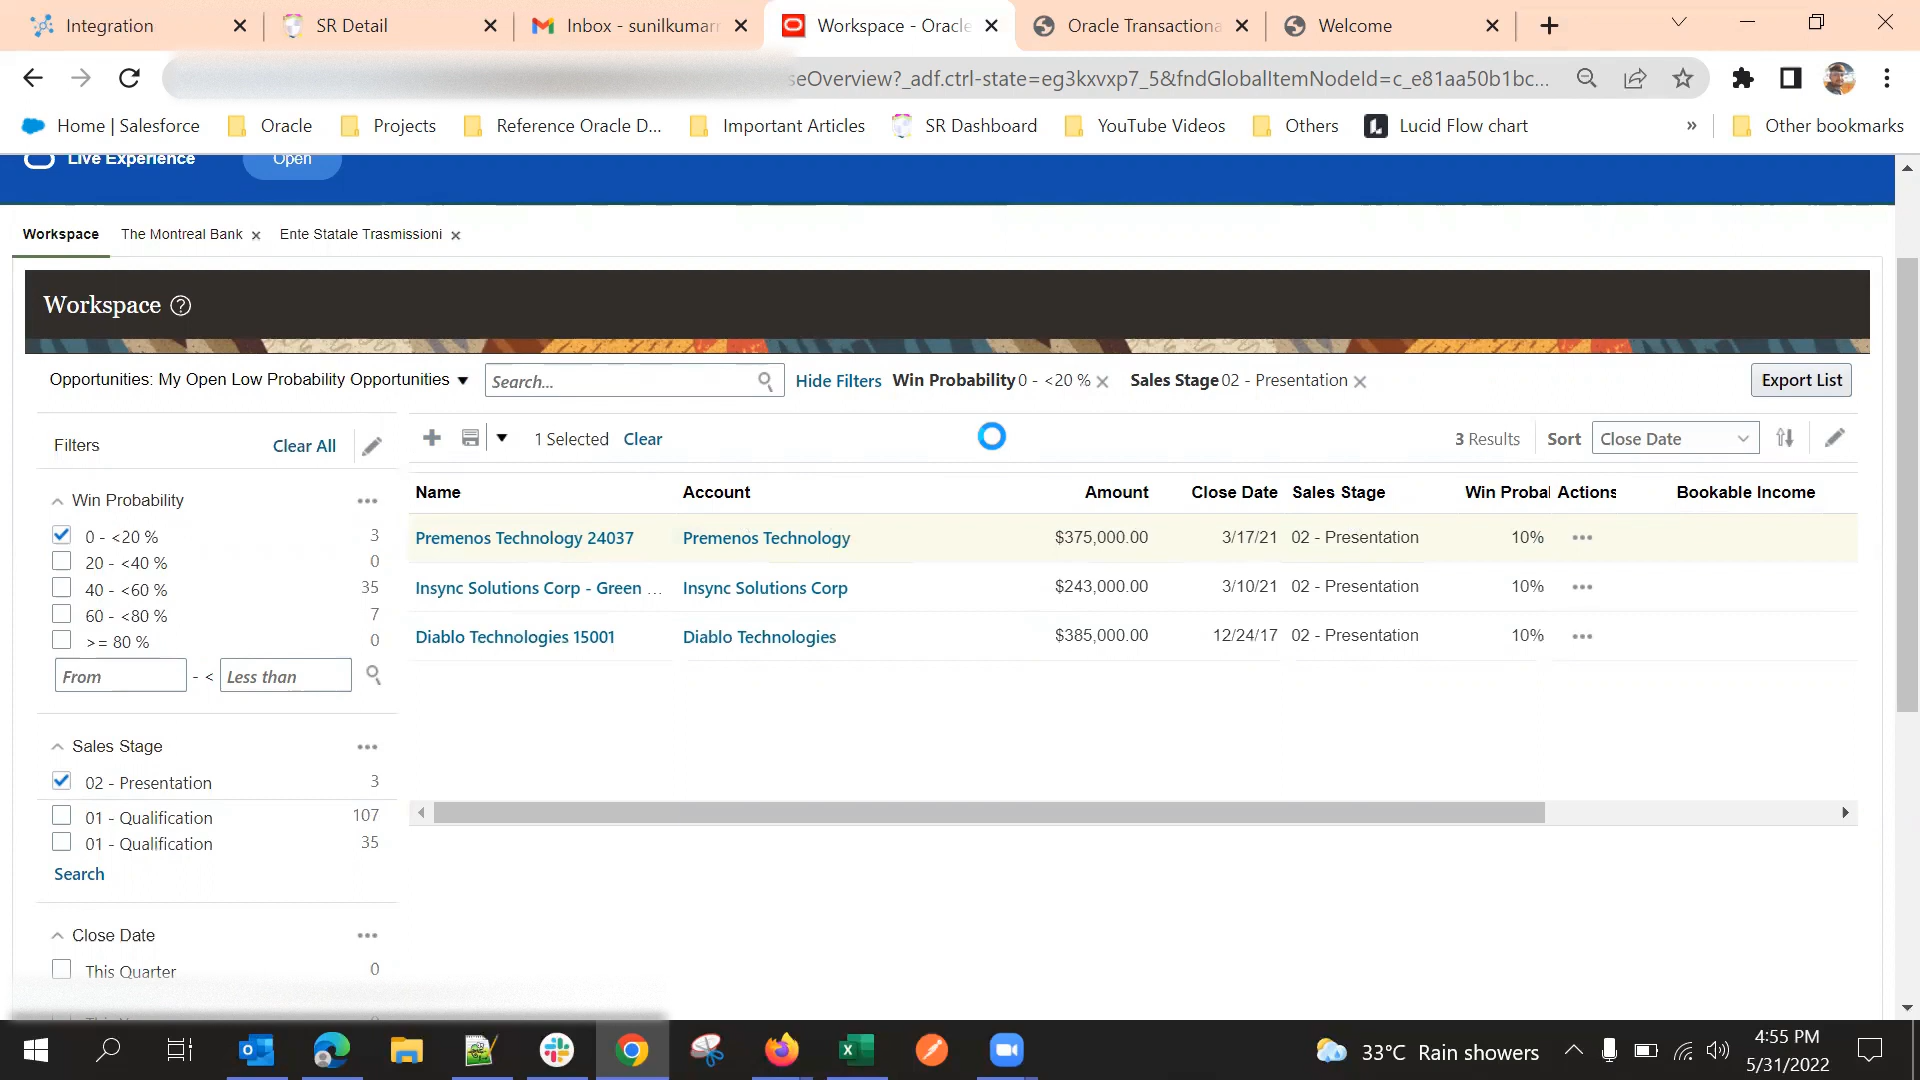 Integration
SR Detail
Inbox - sunilkumarr
Workspace - Oracle
Oracle Transactiona
Welcome
seOverview?_adf.ctrl-state=eg3kxvxp7_5&fndGlobalItemNodeId=c_e81aa50b1bc...
Home | Salesforce
Oracle
Projects
Reference Oracle D...
Important Articles
SR Dashboard
YouTube Videos
Others
Lucid Flow chart
»
Other bookmarks
Live Experience
Open
Workspace
The Montreal Bank
Ente Statale Trasmissioni
Workspace
Opportunities: My Open Low Probability Opportunities
Search...
Hide Filters
Win Probability 0 - <20 %
Sales Stage 02 - Presentation
Export List
Filters
Clear All
1 Selected
Clear
3 Results
Sort
Close Date
Win Probability
0 - <20 % 3
20 - <40 % 0
40 - <60 % 35
60 - <80 % 7
>= 80 % 0
From - < Less than
Sales Stage
02 - Presentation 3
01 - Qualification 107
01 - Qualification 35
Search
Close Date
This Quarter 0
Name Account Amount Close Date Sales Stage Win Probal Actions Bookable Income
Premenos Technology 24037 Premenos Technology $375,000.00 3/17/21 02 - Presentation 10%
Insync Solutions Corp - Green ... Insync Solutions Corp $243,000.00 3/10/21 02 - Presentation 10%
Diablo Technologies 15001 Diablo Technologies $385,000.00 12/24/17 02 - Presentation 10%
33°C Rain showers
4:55 PM
5/31/2022